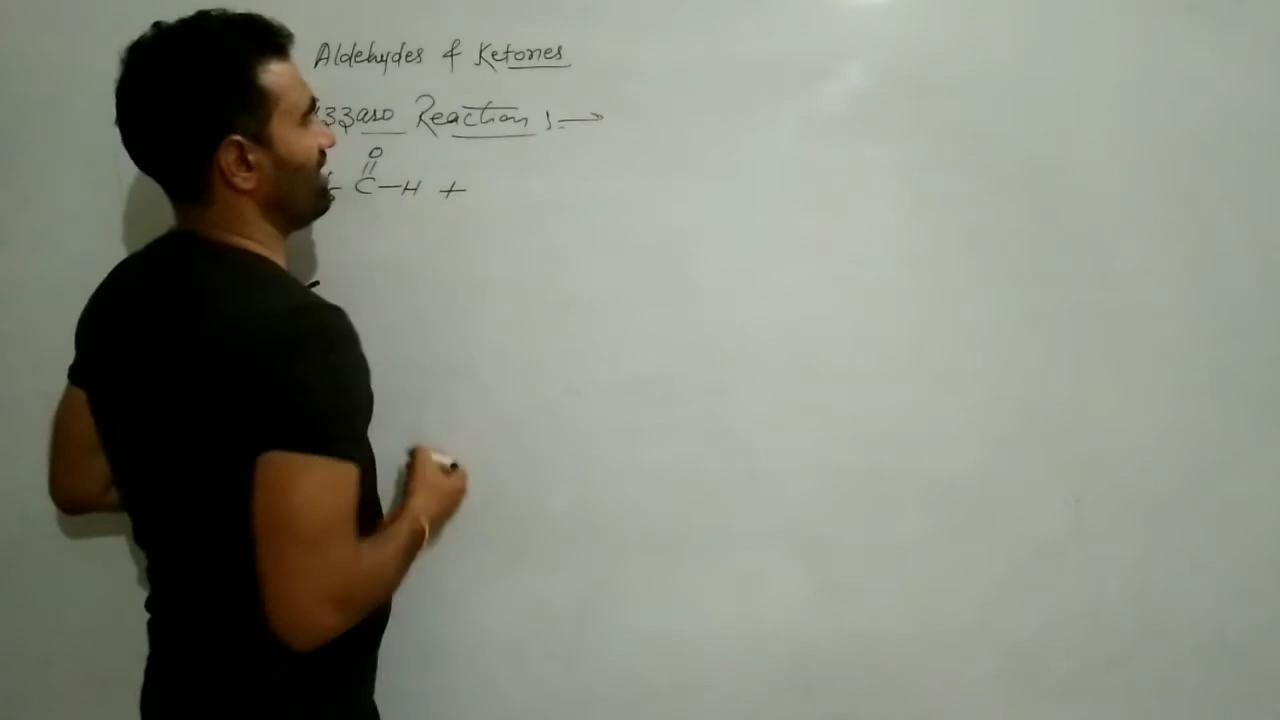 Aldehydes & Ketones
Reaction :→
O
||
C–H +